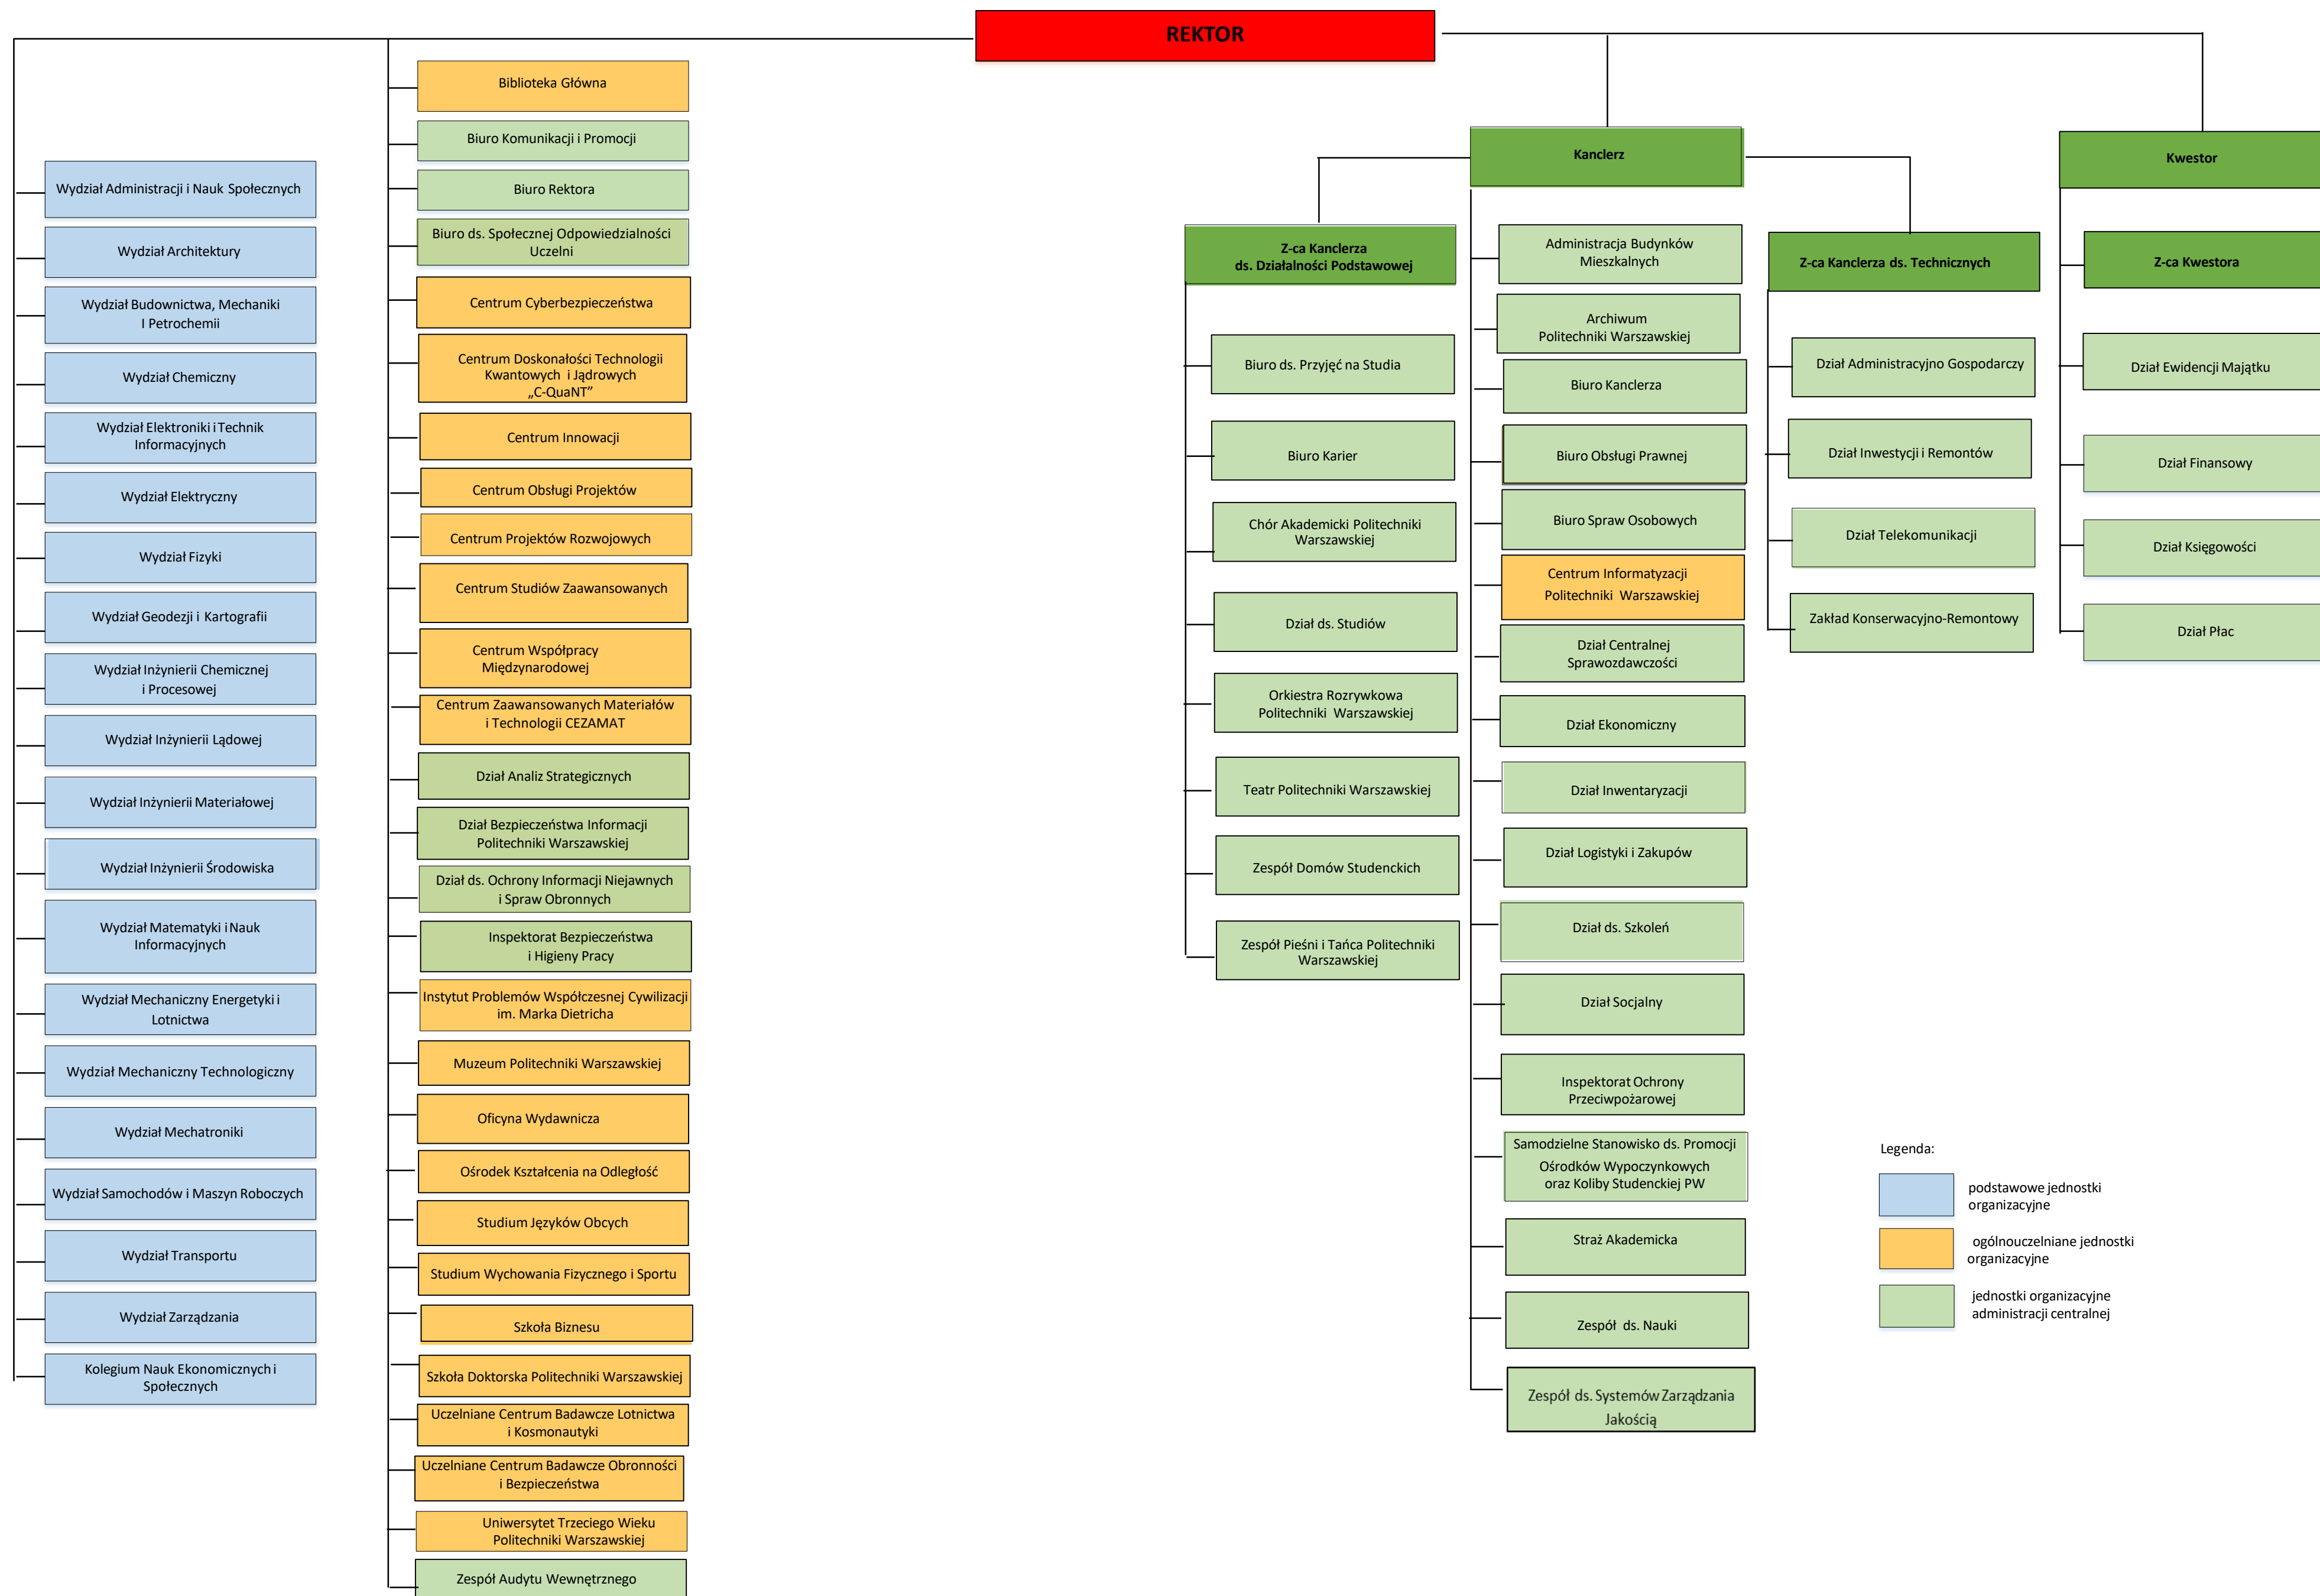 REKTOR
Wydział Administracji i Nauk Społecznych
Wydział Architektury
Wydział Budownictwa, Mechaniki
I Petrochemii
Wydział Chemiczny
Wydział Elektroniki i Technik
Informacyjnych
Wydział Elektryczny
Wydział Fizyki
Wydział Geodezji i Kartografii
Wydział Inżynierii Chemicznej
i Procesowej
Wydział Inżynierii Lądowej
Wydział Inżynierii Materiałowej
Wydział Inżynierii Środowiska
Wydział Matematyki i Nauk
Informacyjnych
Wydział Mechaniczny Energetyki i
Lotnictwa
Wydział Mechaniczny Technologiczny
Wydział Mechatroniki
Wydział Samochodów i Maszyn Roboczych
Wydział Transportu
Wydział Zarządzania
Kolegium Nauk Ekonomicznych i
Społecznych
Biblioteka Główna
Biuro Komunikacji i Promocji
Biuro Rektora
Biuro ds. Społecznej Odpowiedzialności
Uczelni
Centrum Cyberbezpieczeństwa
Centrum Doskonałości Technologii
Kwantowych i Jądrowych
„C-QuaNT”
Centrum Innowacji
Centrum Obsługi Projektów
Centrum Projektów Rozwojowych
Centrum Studiów Zaawansowanych
Centrum Współpracy
Międzynarodowej
Centrum Zaawansowanych Materiałów
i Technologii CEZAMAT
Dział Analiz Strategicznych
Dział Bezpieczeństwa Informacji
Politechniki Warszawskiej
Dział ds. Ochrony Informacji Niejawnych
i Spraw Obronnych
Inspektorat Bezpieczeństwa
i Higieny Pracy
Instytut Problemów Współczesnej Cywilizacji
im. Marka Dietricha
Muzeum Politechniki Warszawskiej
Oficyna Wydawnicza
Ośrodek Kształcenia na Odległość
Studium Języków Obcych
Studium Wychowania Fizycznego i Sportu
Szkoła Biznesu
Szkoła Doktorska Politechniki Warszawskiej
Uczelniane Centrum Badawcze Lotnictwa
i Kosmonautyki
Uczelniane Centrum Badawcze Obronności
i Bezpieczeństwa
Uniwersytet Trzeciego Wieku
Politechniki Warszawskiej
Zespół Audytu Wewnętrznego
Kanclerz
Z-ca Kanclerza
ds. Działalności Podstawowej
Biuro ds. Przyjęć na Studia
Biuro Karier
Chór Akademicki Politechniki
Warszawskiej
Dział ds. Studiów
Orkiestra Rozrywkowa
Politechniki Warszawskiej
Teatr Politechniki Warszawskiej
Zespół Domów Studenckich
Zespół Pieśni i Tańca Politechniki
Warszawskiej
Administracja Budynków
Mieszkalnych
Archiwum
Politechniki Warszawskiej
Biuro Kanclerza
Biuro Obsługi Prawnej
Biuro Spraw Osobowych
Centrum Informatyzacji
Politechniki Warszawskiej
Dział Centralnej
Sprawozdawczości
Dział Ekonomiczny
Dział Inwentaryzacji
Dział Logistyki i Zakupów
Dział ds. Szkoleń
Dział Socjalny
Inspektorat Ochrony
Przeciwpożarowej
Samodzielne Stanowisko ds. Promocji
Ośrodków Wypoczynkowych
oraz Koliby Studenckiej PW
Straż Akademicka
Zespół ds. Nauki
Zespół ds. Systemów Zarządzania
Jakością
Z-ca Kanclerza ds. Technicznych
Dział Administracyjno Gospodarczy
Dział Inwestycji i Remontów
Dział Telekomunikacji
Zakład Konserwacyjno-Remontowy
Kwestor
Z-ca Kwestora
Dział Ewidencji Majątku
Dział Finansowy
Dział Księgowości
Dział Płac
Legenda:
podstawowe jednostki
organizacyjne
ogólnouczelniane jednostki
organizacyjne
jednostki organizacyjne
administracji centralnej